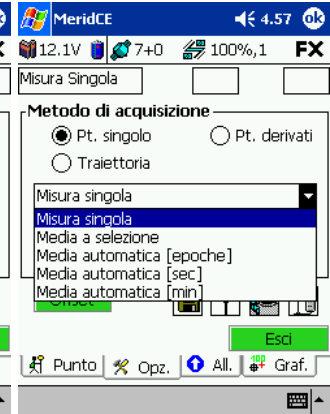 MeridCE 4.57 ok
12.1V 7+0 100%,1 FX
Misura Singola
Metodo di acquisizione
Pt. singolo Pt. derivati
Traiettoria
Misura singola
Misura singola
Media a selezione
Media automatica [epoche]
Media automatica [sec]
Media automatica [min]
Offset
Esci
Punto Opz. All. Graf.